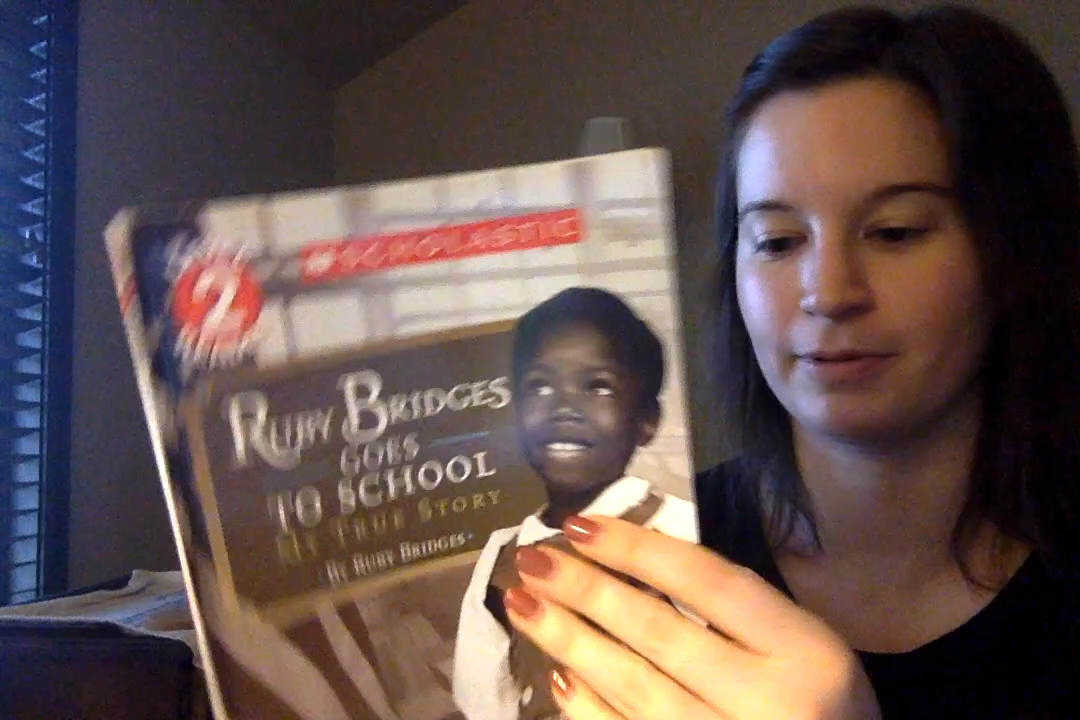 2
SCHOLASTIC
RUBY BRIDGES
GOES
TO SCHOOL
MY TRUE STORY
BY RUBY BRIDGES